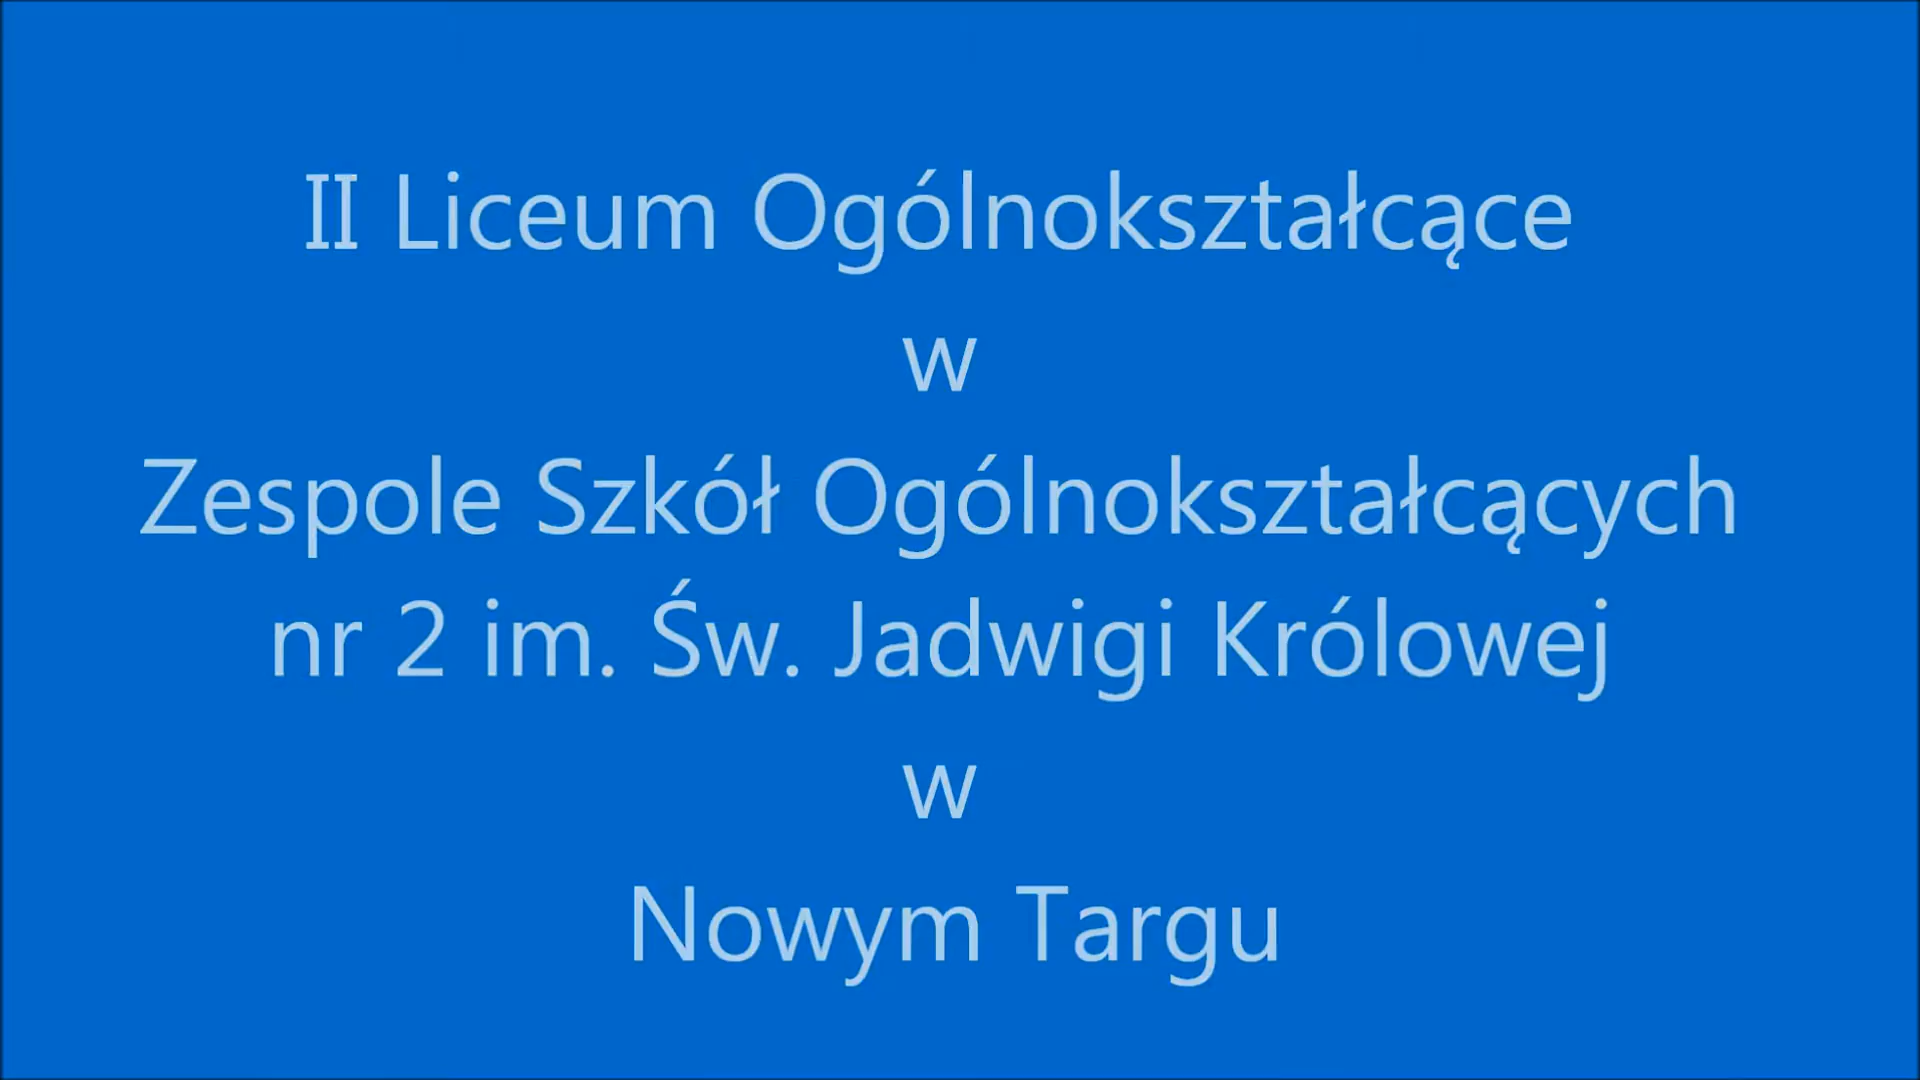 II Liceum Ogólnokształcące
w
Zespole Szkół Ogólnokształcących
nr 2 im. Św. Jadwigi Królowej
w
Nowym Targu